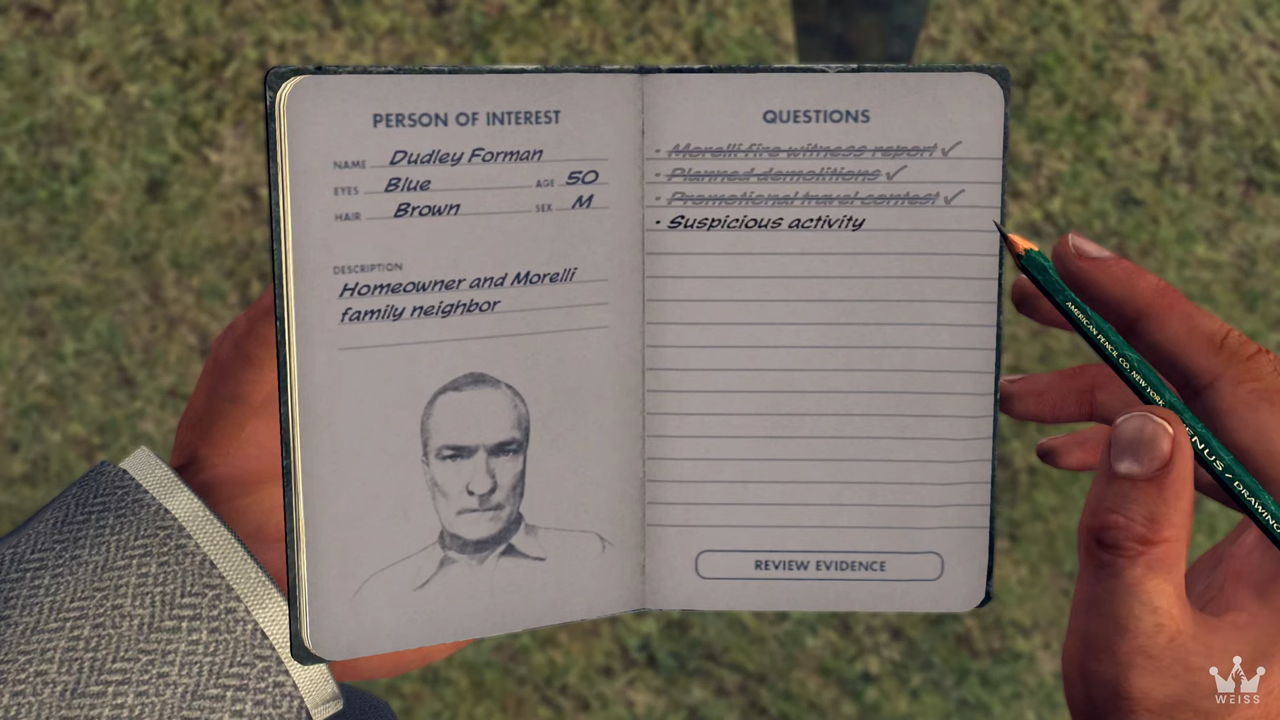 PERSON OF INTEREST
NAME Dudley Forman
EYES Blue AGE 50
HAIR Brown SEX M
DESCRIPTION
Homeowner and Morelli
family neighbor
QUESTIONS
· Morelli fire witness report ✓
· Planned demolitions ✓
· Promotional travel contest ✓
· Suspicious activity
REVIEW EVIDENCE
AMERICAN PENCIL CO. NEW YORK
/ DRAWING
WEISS